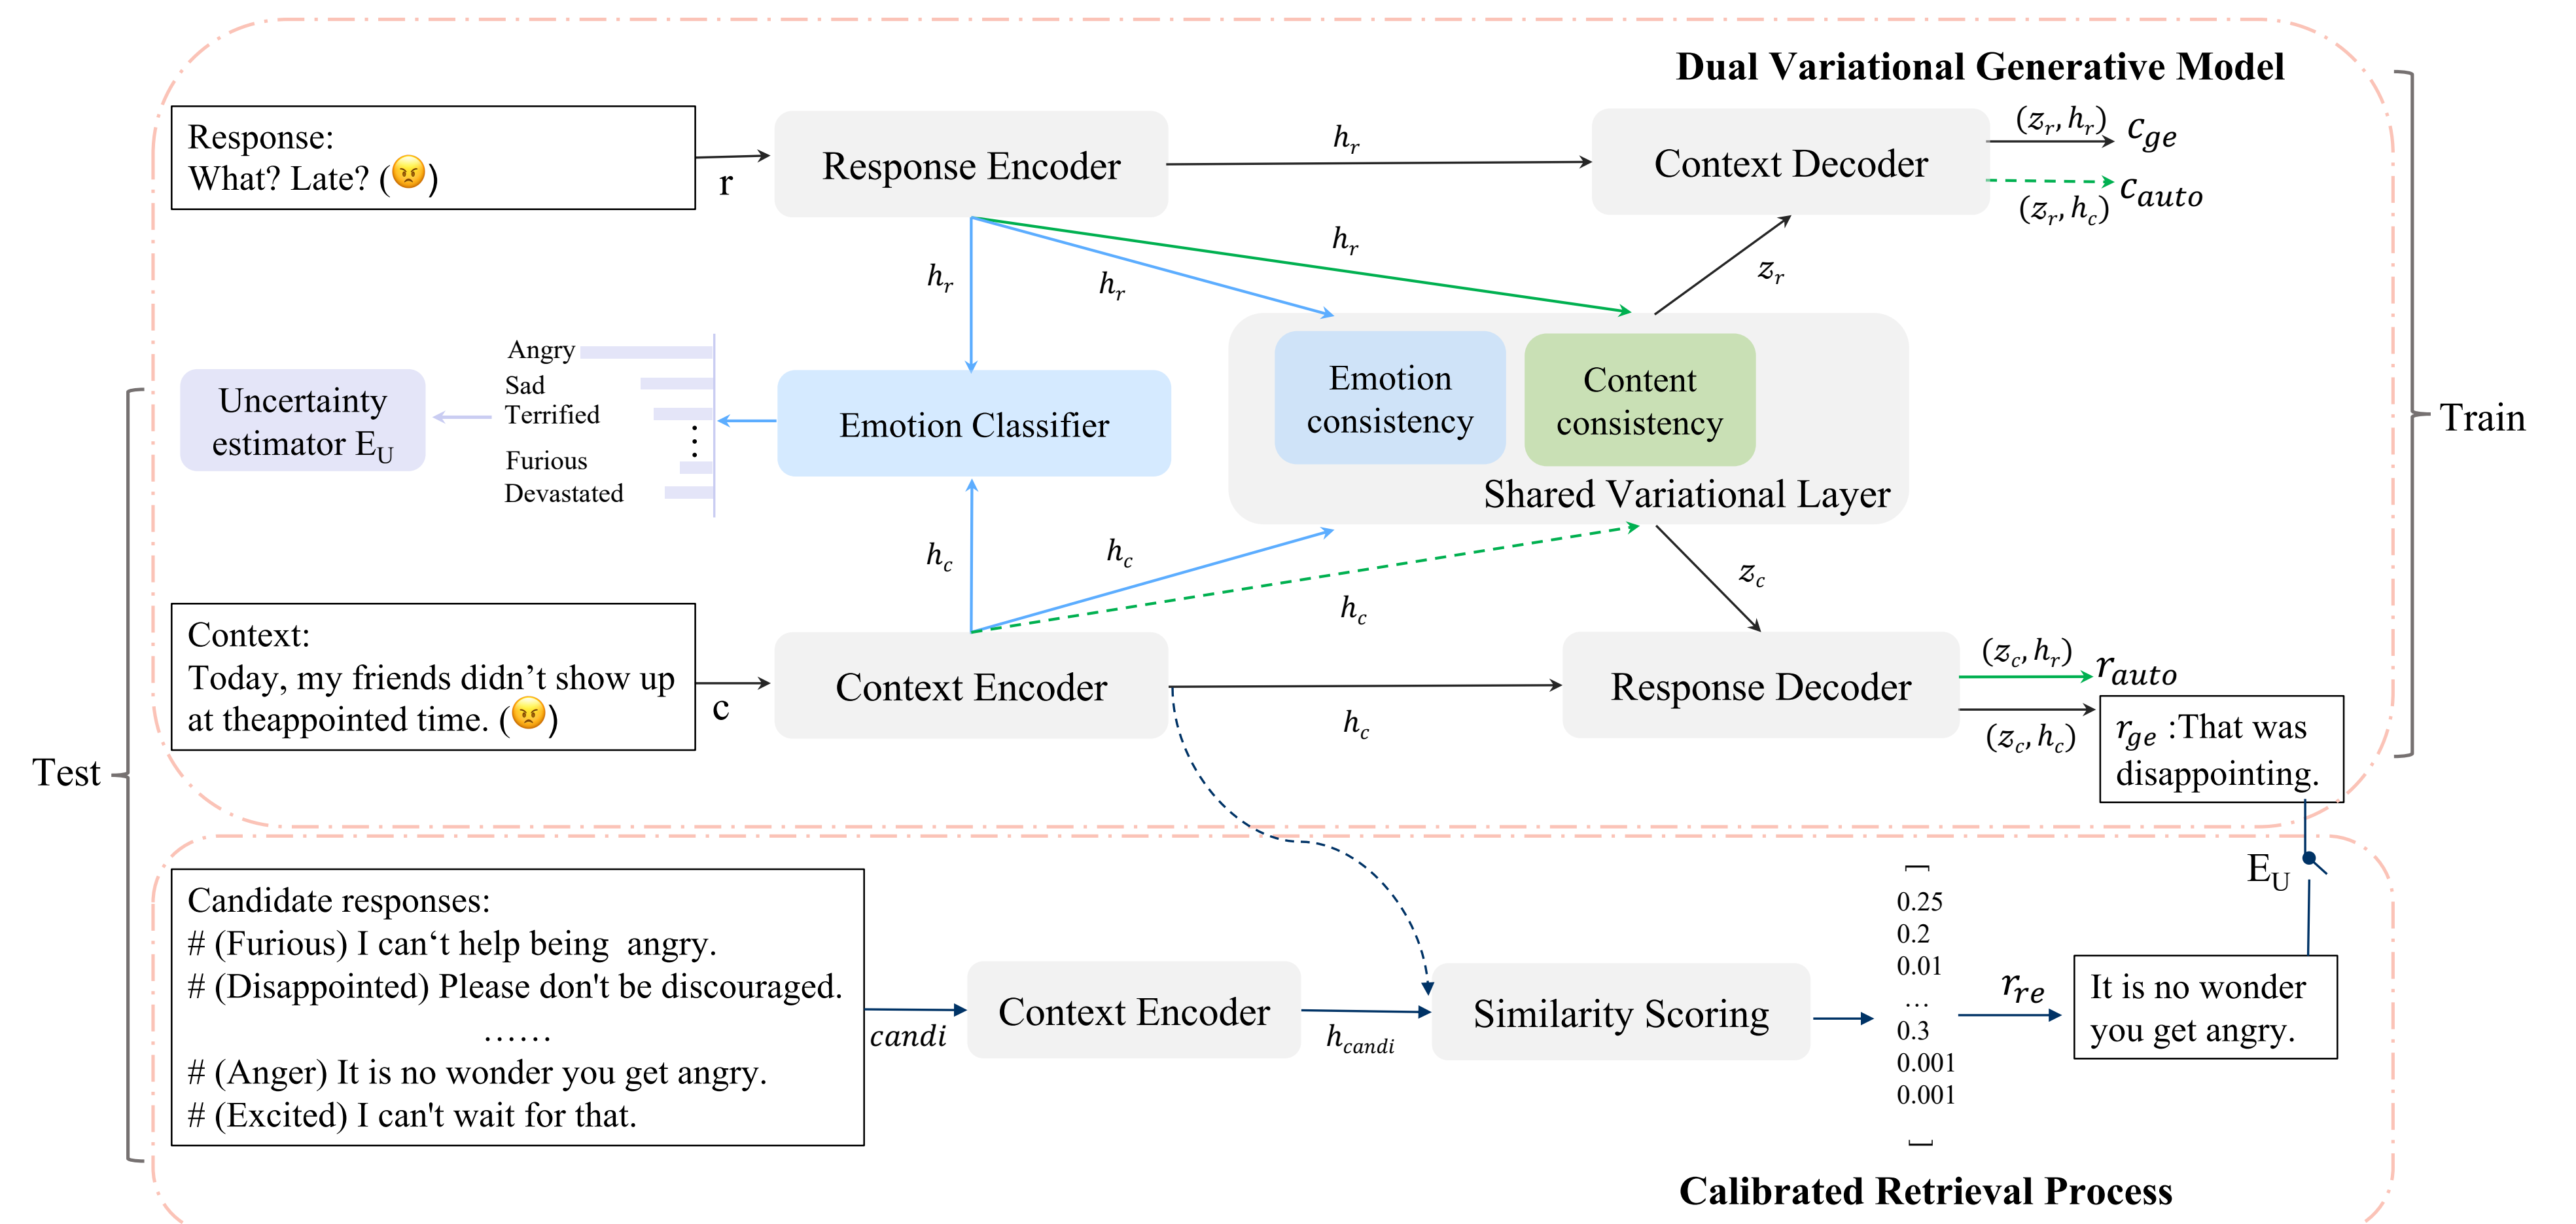 Dual Variational Generative Model
Response:
What? Late? (😠)
r
Response Encoder
h_r
Context Decoder
(z_r, h_r)
c_ge
(z_r, h_c)
c_auto
h_r
h_r
h_r
z_r
Train
Uncertainty
estimator E_U
Angry
Sad
Terrified
⋮
Furious
Devastated
Emotion Classifier
Emotion
consistency
Content
consistency
Shared Variational Layer
h_c
h_c
h_c
z_c
Context:
Today, my friends didn’t show up
at theappointed time. (😠)
c
Context Encoder
h_c
Response Decoder
(z_c, h_r)
r_auto
(z_c, h_c)
r_ge :That was
disappointing.
Test
E_U
Candidate responses:
# (Furious) I can‘t help being  angry.
# (Disappointed) Please don't be discouraged.
……
# (Anger) It is no wonder you get angry.
# (Excited) I can't wait for that.
candi
Context Encoder
h_candi
Similarity Scoring
[
0.25
0.2
0.01
...
0.3
0.001
0.001
]
r_re
It is no wonder
you get angry.
Calibrated Retrieval Process